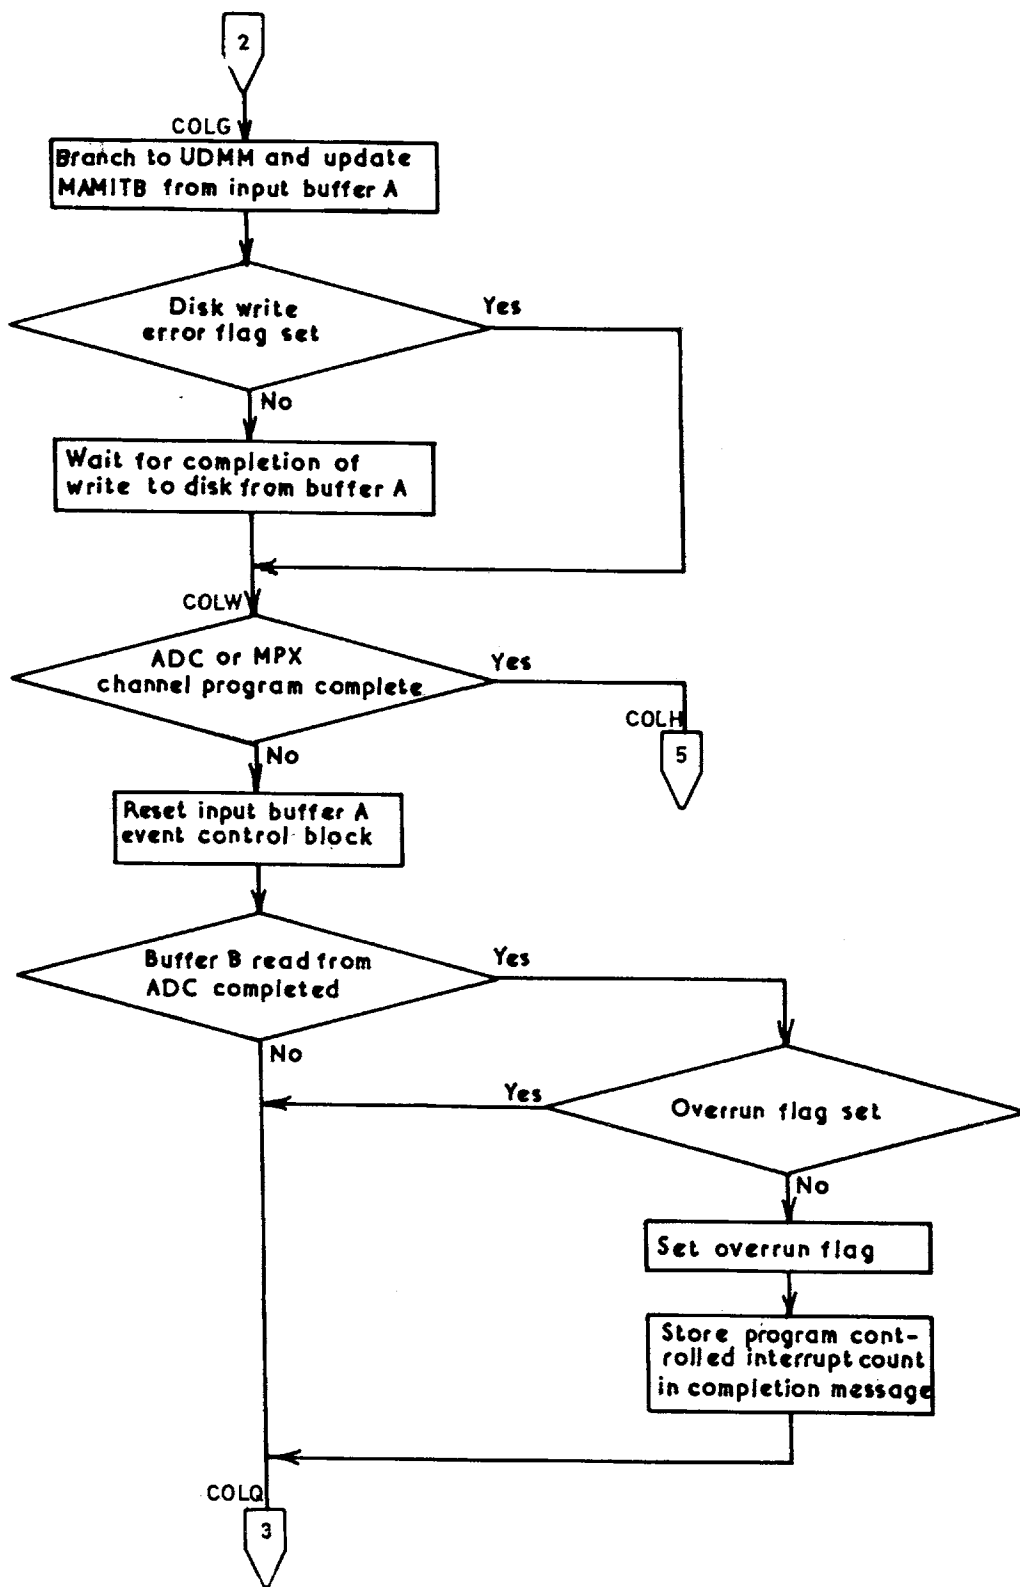 2
COLG
Branch to UDMM and update
MAMITB from input buffer A
Disk write
error flag set
Yes
No
Wait for completion of
write to disk from buffer A
COLW
ADC or MPX
channel program complete
Yes
COLH
5
No
Reset input buffer A
event control block
Buffer B read from
ADC completed
Yes
No
Yes
Overrun flag set
No
Set overrun flag
Store program cont-
rolled interrupt count
in completion message
COLQ
3